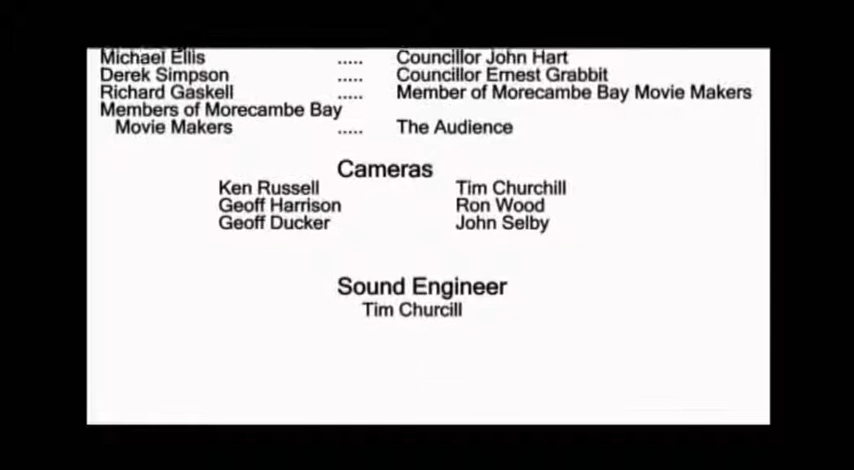 Michael Ellis ..... Councillor John Hart
Derek Simpson ..... Councillor Ernest Grabbit
Richard Gaskell ..... Member of Morecambe Bay Movie Makers
Members of Morecambe Bay
Movie Makers ..... The Audience
Cameras
Ken Russell Tim Churchill
Geoff Harrison Ron Wood
Geoff Ducker John Selby
Sound Engineer
Tim Churcill